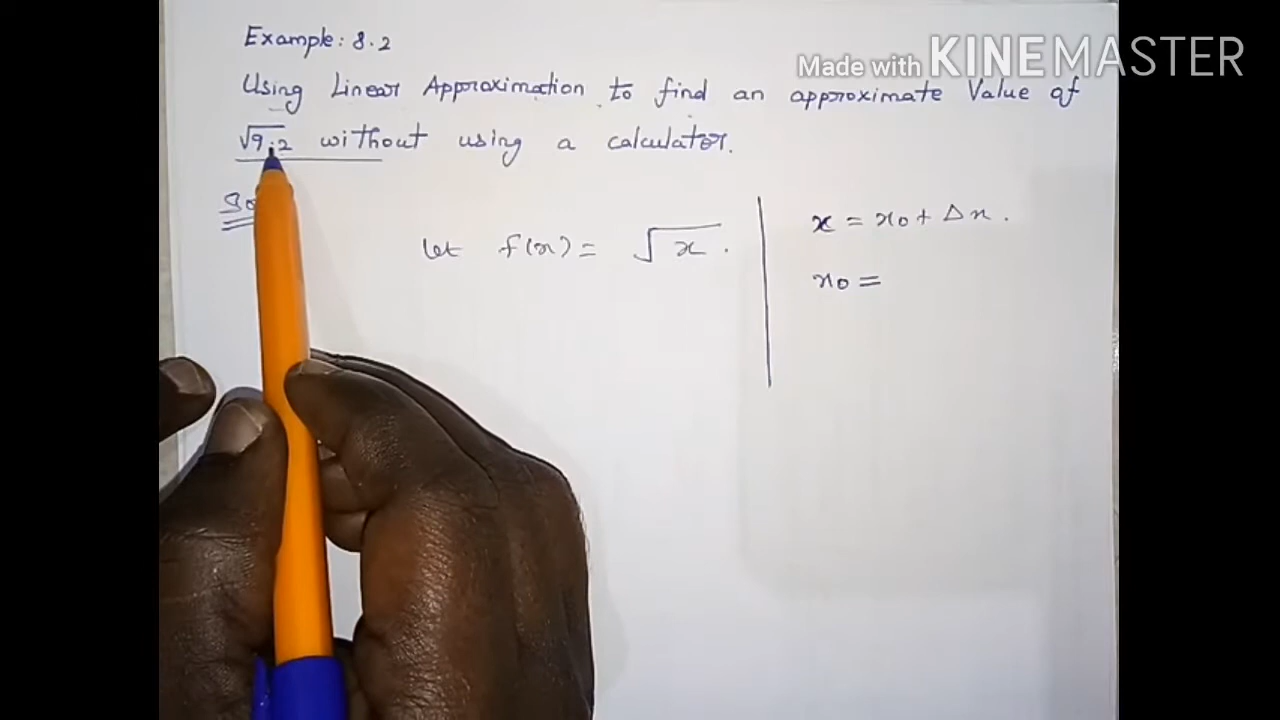 Made with KINEMASTER
Example: 8.2
Using Linear Approximation to find an approximate Value of
√9.2 without using a calculator.
let f(x) = √x.
x = x₀ + Δx.
x₀ =